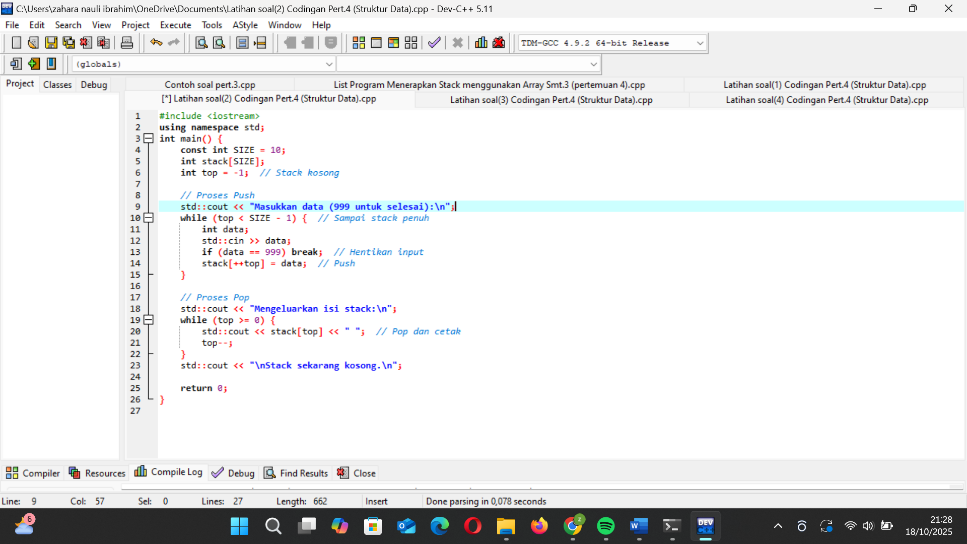 C:\Users\zahara nauli ibrahim\OneDrive\Documents\Latihan soal(2) Codingan Pert.4 (Struktur Data).cpp - Dev-C++ 5.11
File Edit Search View Project Execute Tools AStyle Window Help
TDM-GCC 4.9.2 64-bit Release
(globals)
Project Classes Debug
Contoh soal pert.3.cpp List Program Menerapkan Stack menggunakan Array Smt.3 (pertemuan 4).cpp Latihan soal(1) Codingan Pert.4 (Struktur Data).cpp
[*] Latihan soal(2) Codingan Pert.4 (Struktur Data).cpp Latihan soal(3) Codingan Pert.4 (Struktur Data).cpp Latihan soal(4) Codingan Pert.4 (Struktur Data).cpp
1 #include <iostream>
2 using namespace std;
3 int main() {
4 const int SIZE = 10;
5 int stack[SIZE];
6 int top = -1; // Stack kosong
7
8 // Proses Push
9 std::cout << "Masukkan data (999 untuk selesai):\n";
10 while (top < SIZE - 1) { // Sampai stack penuh
11 int data;
12 std::cin >> data;
13 if (data == 999) break; // Hentikan input
14 stack[++top] = data; // Push
15 }
16
17 // Proses Pop
18 std::cout << "Mengeluarkan isi stack:\n";
19 while (top >= 0) {
20 std::cout << stack[top] << " "; // Pop dan cetak
21 top--;
22 }
23 std::cout << "\nStack sekarang kosong.\n";
24
25 return 0;
26 }
27
Compiler Resources Compile Log Debug Find Results Close
Line: 9 Col: 57 Sel: 0 Lines: 27 Length: 662 Insert Done parsing in 0,078 seconds
8
2
DEV
21:28
18/10/2025